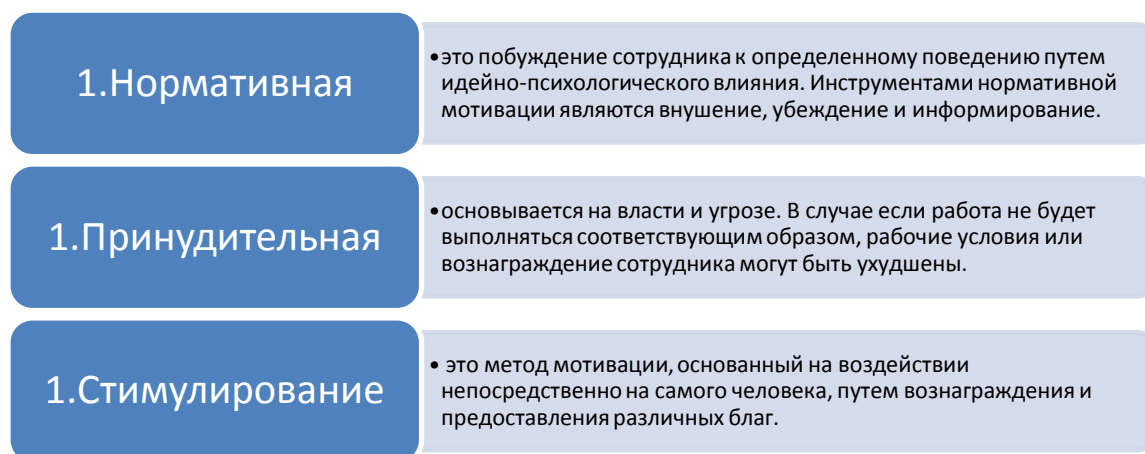 1.Нормативная
•это побуждение сотрудника к определенному поведению путем
идейно-психологического влияния. Инструментами нормативной
мотивации являются внушение, убеждение и информирование.
1.Принудительная
•основывается на власти и угрозе. В случае если работа не будет
выполняться соответствующим образом, рабочие условия или
вознаграждение сотрудника могут быть ухудшены.
1.Стимулирование
• это метод мотивации, основанный на воздействии
непосредственно на самого человека, путем вознаграждения и
предоставления различных благ.